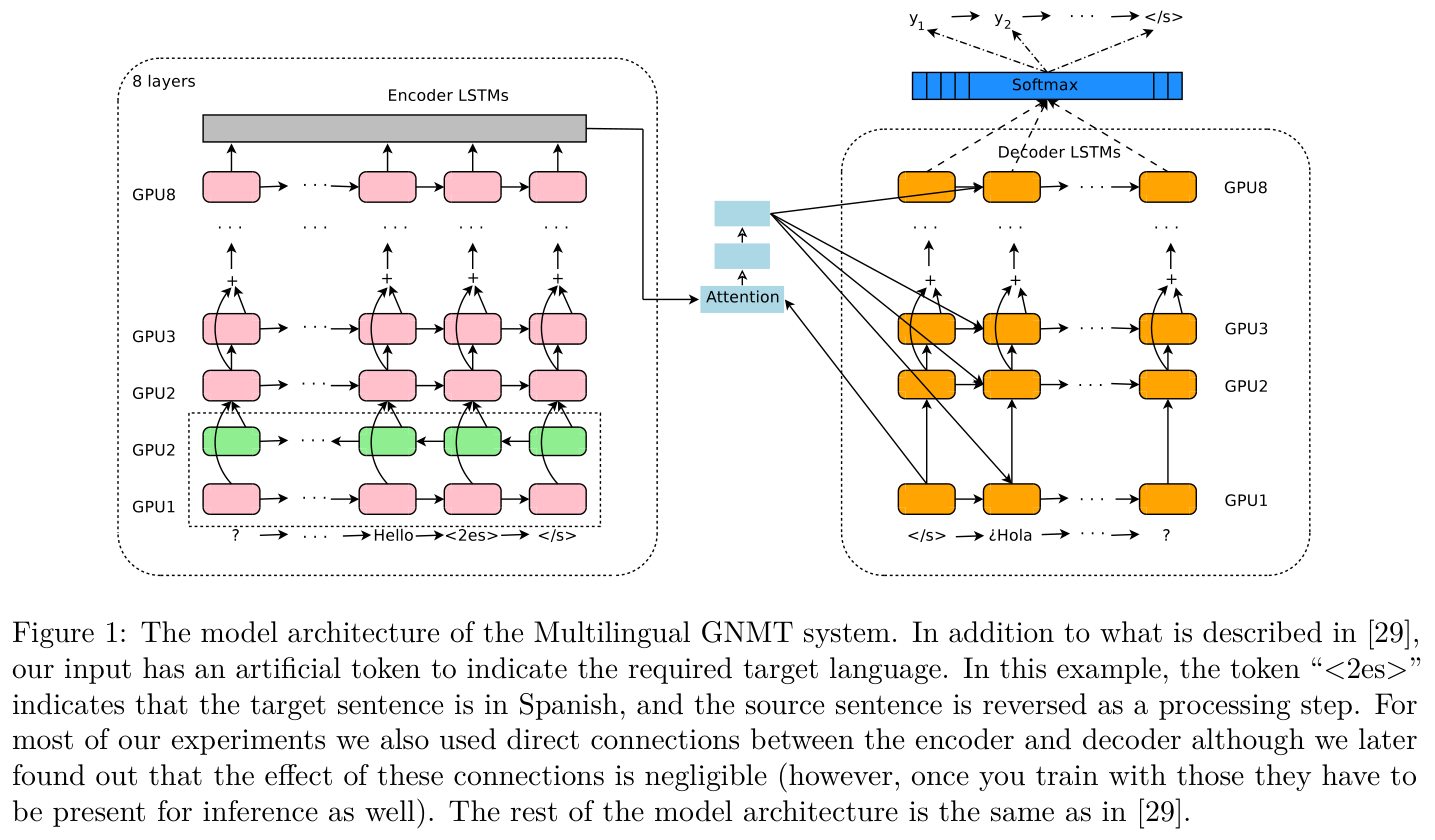 y1 y2 · · · </s>
8 layers
Softmax
Encoder LSTMs
Decoder LSTMs
GPU8 · · · · · · GPU8
· · · · · · · · · · · · · · · · · · · · ·
+ + + + + + +
Attention
GPU3 · · · · · · GPU3
GPU2 · · · · · · GPU2
GPU2 · · ·
GPU1 · · · · · · GPU1
? · · · Hello <2es> </s> </s> ¿Hola · · · ?
Figure 1: The model architecture of the Multilingual GNMT system. In addition to what is described in [29],
our input has an artificial token to indicate the required target language. In this example, the token “<2es>”
indicates that the target sentence is in Spanish, and the source sentence is reversed as a processing step. For
most of our experiments we also used direct connections between the encoder and decoder although we later
found out that the effect of these connections is negligible (however, once you train with those they have to
be present for inference as well). The rest of the model architecture is the same as in [29].